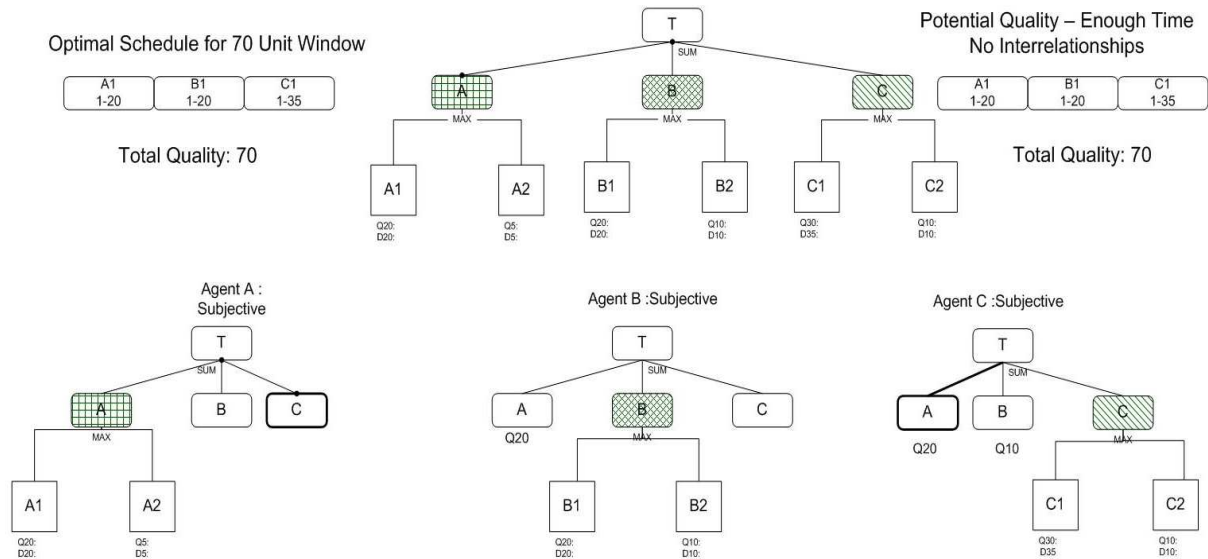 Optimal Schedule for 70 Unit Window
A1
1-20
B1
1-20
C1
1-35
Total Quality: 70
T
SUM
A
MAX
B
MAX
C
MAX
A1
Q20:
D20:
A2
Q5:
D5:
B1
Q20:
D20:
B2
Q10:
D10:
C1
Q30:
D35:
C2
Q10:
D10:
Potential Quality – Enough Time
No Interrelationships
A1
1-20
B1
1-20
C1
1-35
Total Quality: 70
Agent A :
Subjective
T
SUM
A
MAX
B
C
A1
Q20:
D20:
A2
Q5:
D5:
Agent B :Subjective
T
SUM
A
Q20
B
MAX
C
B1
Q20:
D20:
B2
Q10:
D10:
Agent C :Subjective
T
SUM
A
Q20
B
Q10
C
MAX
C1
Q30:
D35
C2
Q10:
D10: